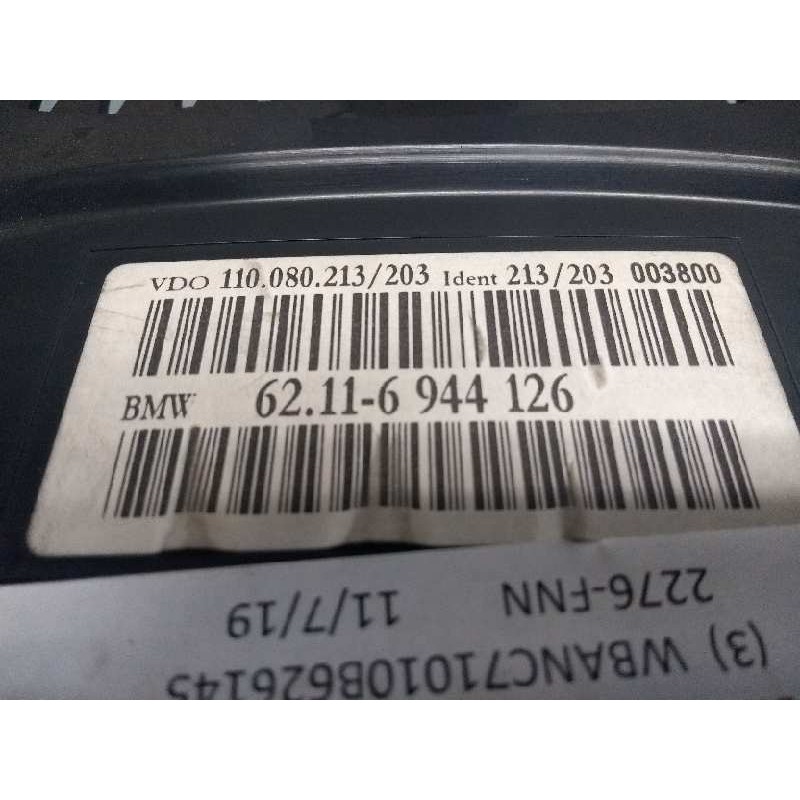 VDO 110.080.213/203 Ident 213/203 003800
BMW 62.11-6 944 126
(3) WBANC71010B626145
2276-FNN 11/7/19